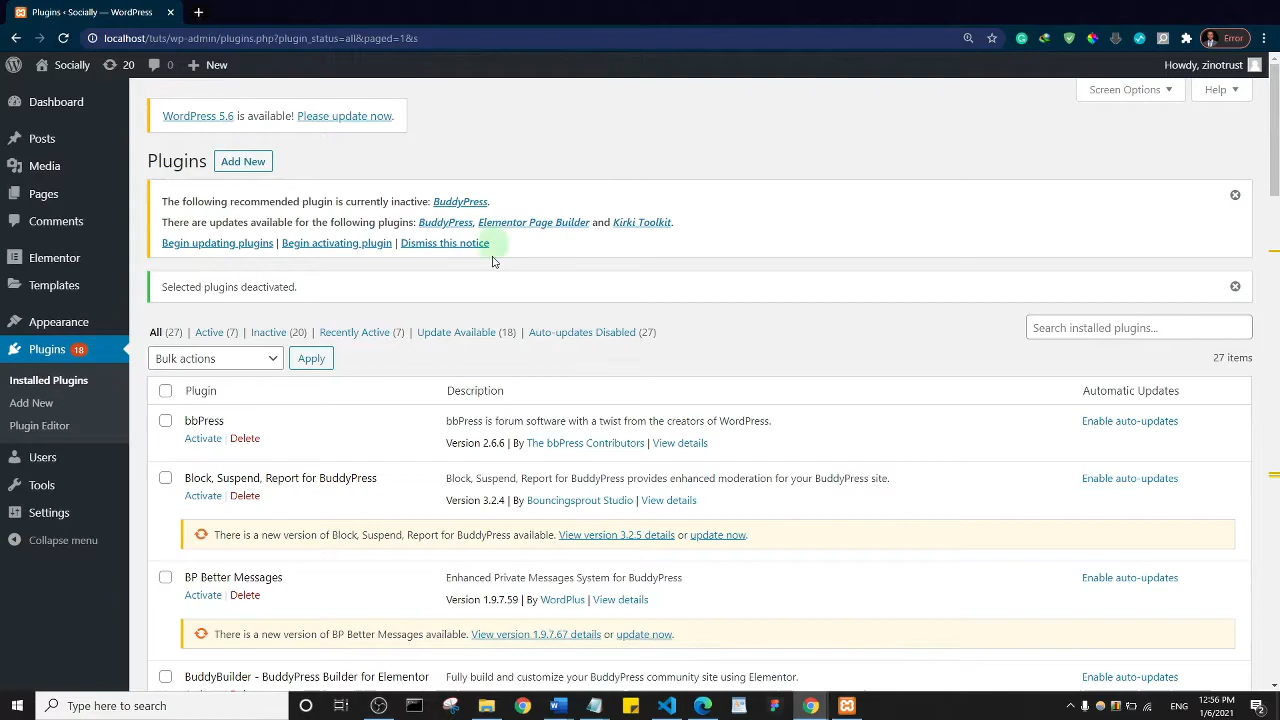 Plugins ‹ Socially — WordPress
localhost/tuts/wp-admin/plugins.php?plugin_status=all&paged=1&s
Error
Socially
20
0
New
Howdy, zinotrust
Screen Options
Help
Dashboard
Posts
Media
Pages
Comments
Elementor
Templates
Appearance
Plugins 18
Installed Plugins
Add New
Plugin Editor
Users
Tools
Settings
Collapse menu
WordPress 5.6 is available! Please update now.
Plugins
Add New
The following recommended plugin is currently inactive: BuddyPress.
There are updates available for the following plugins: BuddyPress, Elementor Page Builder and Kirki Toolkit.
Begin updating plugins | Begin activating plugin | Dismiss this notice
Selected plugins deactivated.
All (27) | Active (7) | Inactive (20) | Recently Active (7) | Update Available (18) | Auto-updates Disabled (27)
Search installed plugins...
Bulk actions
Apply
27 items
Plugin
Description
Automatic Updates
bbPress
bbPress is forum software with a twist from the creators of WordPress.
Enable auto-updates
Activate | Delete
Version 2.6.6 | By The bbPress Contributors | View details
Block, Suspend, Report for BuddyPress
Block, Suspend, Report for BuddyPress provides enhanced moderation for your BuddyPress site.
Enable auto-updates
Activate | Delete
Version 3.2.4 | By Bouncingsprout Studio | View details
There is a new version of Block, Suspend, Report for BuddyPress available. View version 3.2.5 details or update now.
BP Better Messages
Enhanced Private Messages System for BuddyPress
Enable auto-updates
Activate | Delete
Version 1.9.7.59 | By WordPlus | View details
There is a new version of BP Better Messages available. View version 1.9.7.67 details or update now.
BuddyBuilder - BuddyPress Builder for Elementor
Fully build and customize your BuddyPress community site using Elementor.
Enable auto-updates
Type here to search
ENG
12:56 PM
1/6/2021